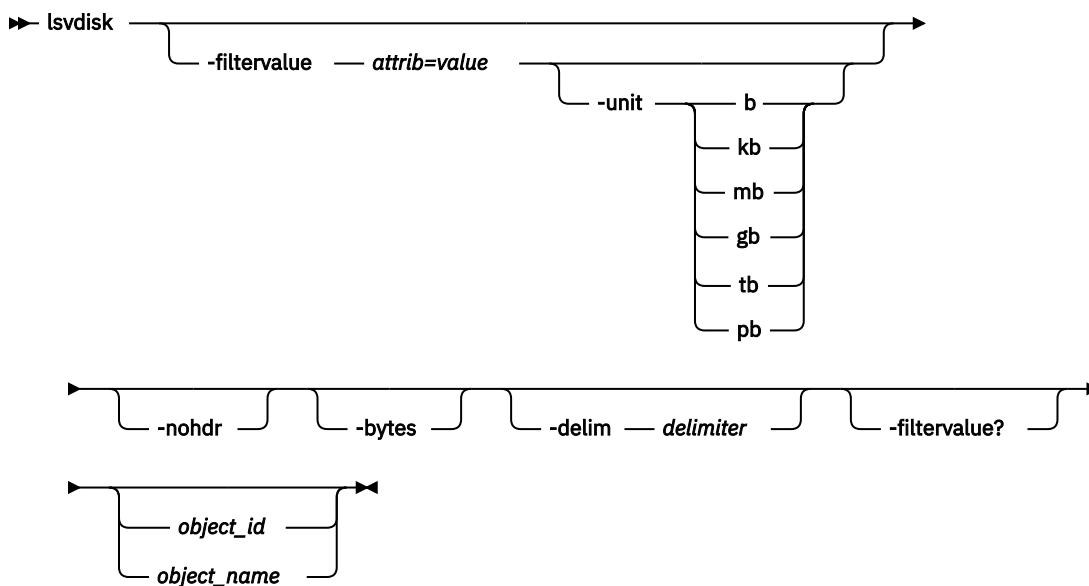 lsvdisk
-filtervalue attrib=value
-unit b
kb
mb
gb
tb
pb
-nohdr -bytes -delim delimiter -filtervalue?
object_id
object_name